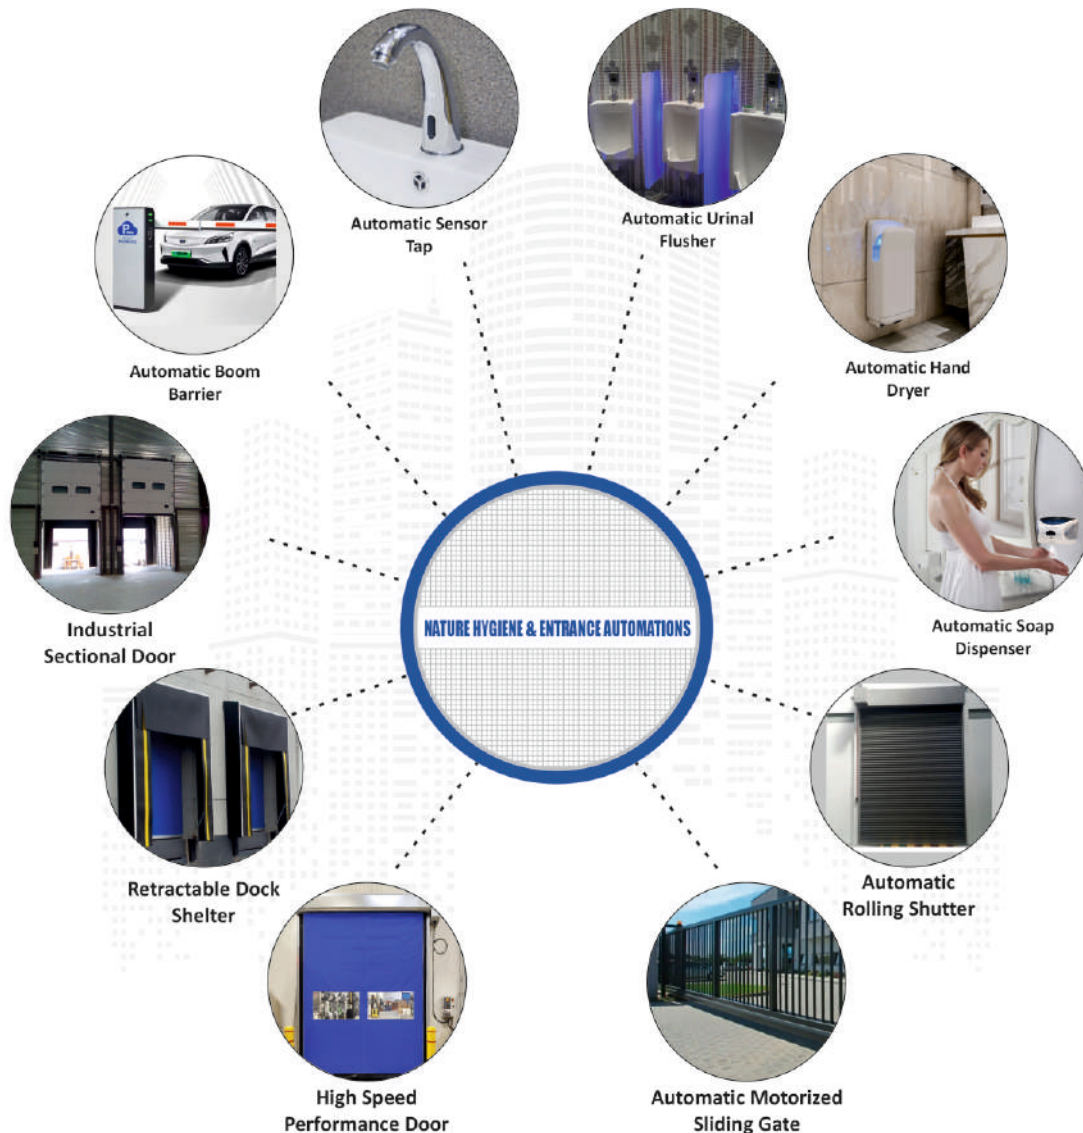 Automatic Sensor
Tap
Automatic Urinal
Flusher
Automatic Boom
Barrier
Automatic Hand
Dryer
Industrial
Sectional Door
NATURE HYGIENE & ENTRANCE AUTOMATIONS
Automatic Soap
Dispenser
Retractable Dock
Shelter
Automatic
Rolling Shutter
High Speed
Performance Door
Automatic Motorized
Sliding Gate